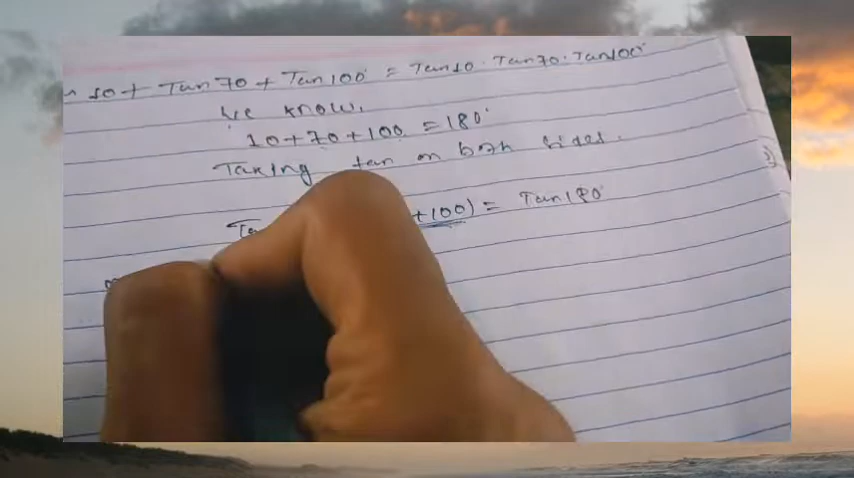 10 + Tan 70 + Tan 100° = Tan 10 . Tan 70 . Tan 100°
We know,
10 + 70 + 100 = 180°
Taking tan on both sides.
+100) = Tan 180°